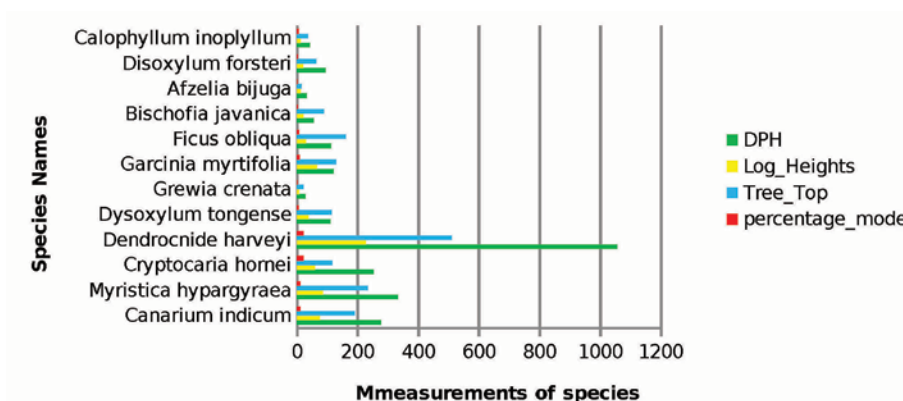 Species Names
Calophyllum inoplyllum
Disoxylum forsteri
Afzelia bijuga
Bischofia javanica
Ficus obliqua
Garcinia myrtifolia
Grewia crenata
Dysoxylum tongense
Dendrocnide harveyi
Cryptocaria hornei
Myristica hypargyraea
Canarium indicum
0 200 400 600 800 1000 1200
Mmeasurements of species
DPH
Log_Heights
Tree_Top
percentage_mode